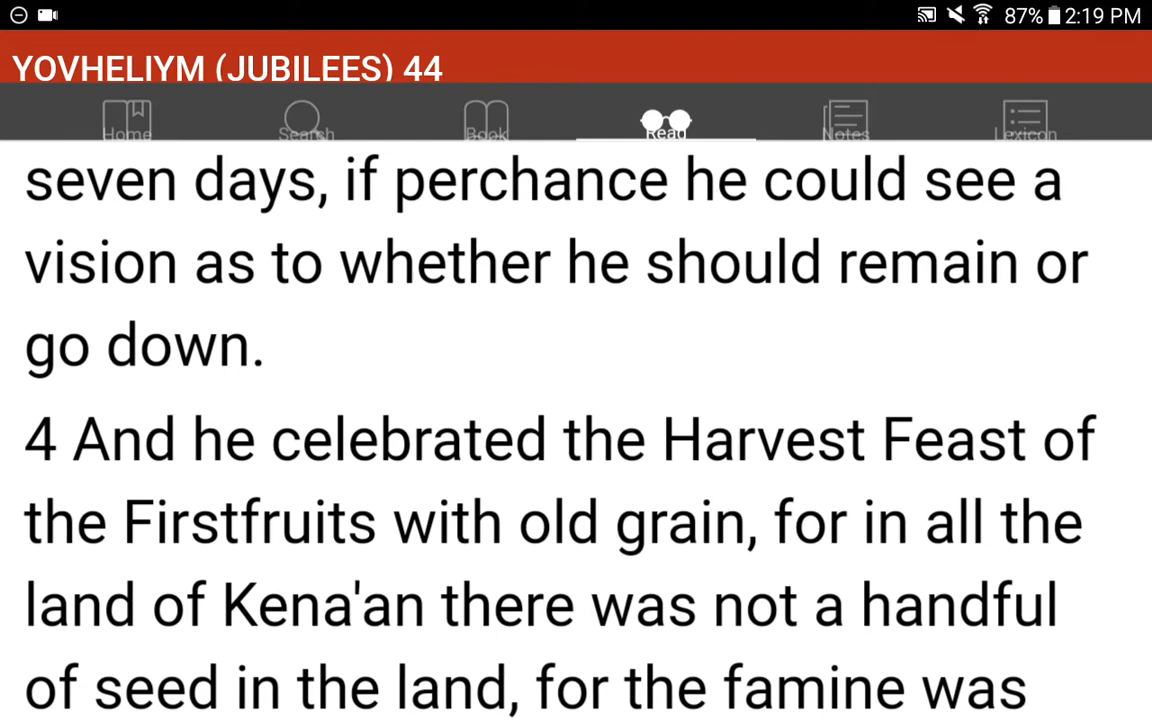 87% 2:19 PM
YOVHELIYM (JUBILEES) 44
Home Search Book Read Notes Lexicon
seven days, if perchance he could see a
vision as to whether he should remain or
go down.
4 And he celebrated the Harvest Feast of
the Firstfruits with old grain, for in all the
land of Kena'an there was not a handful
of seed in the land, for the famine was